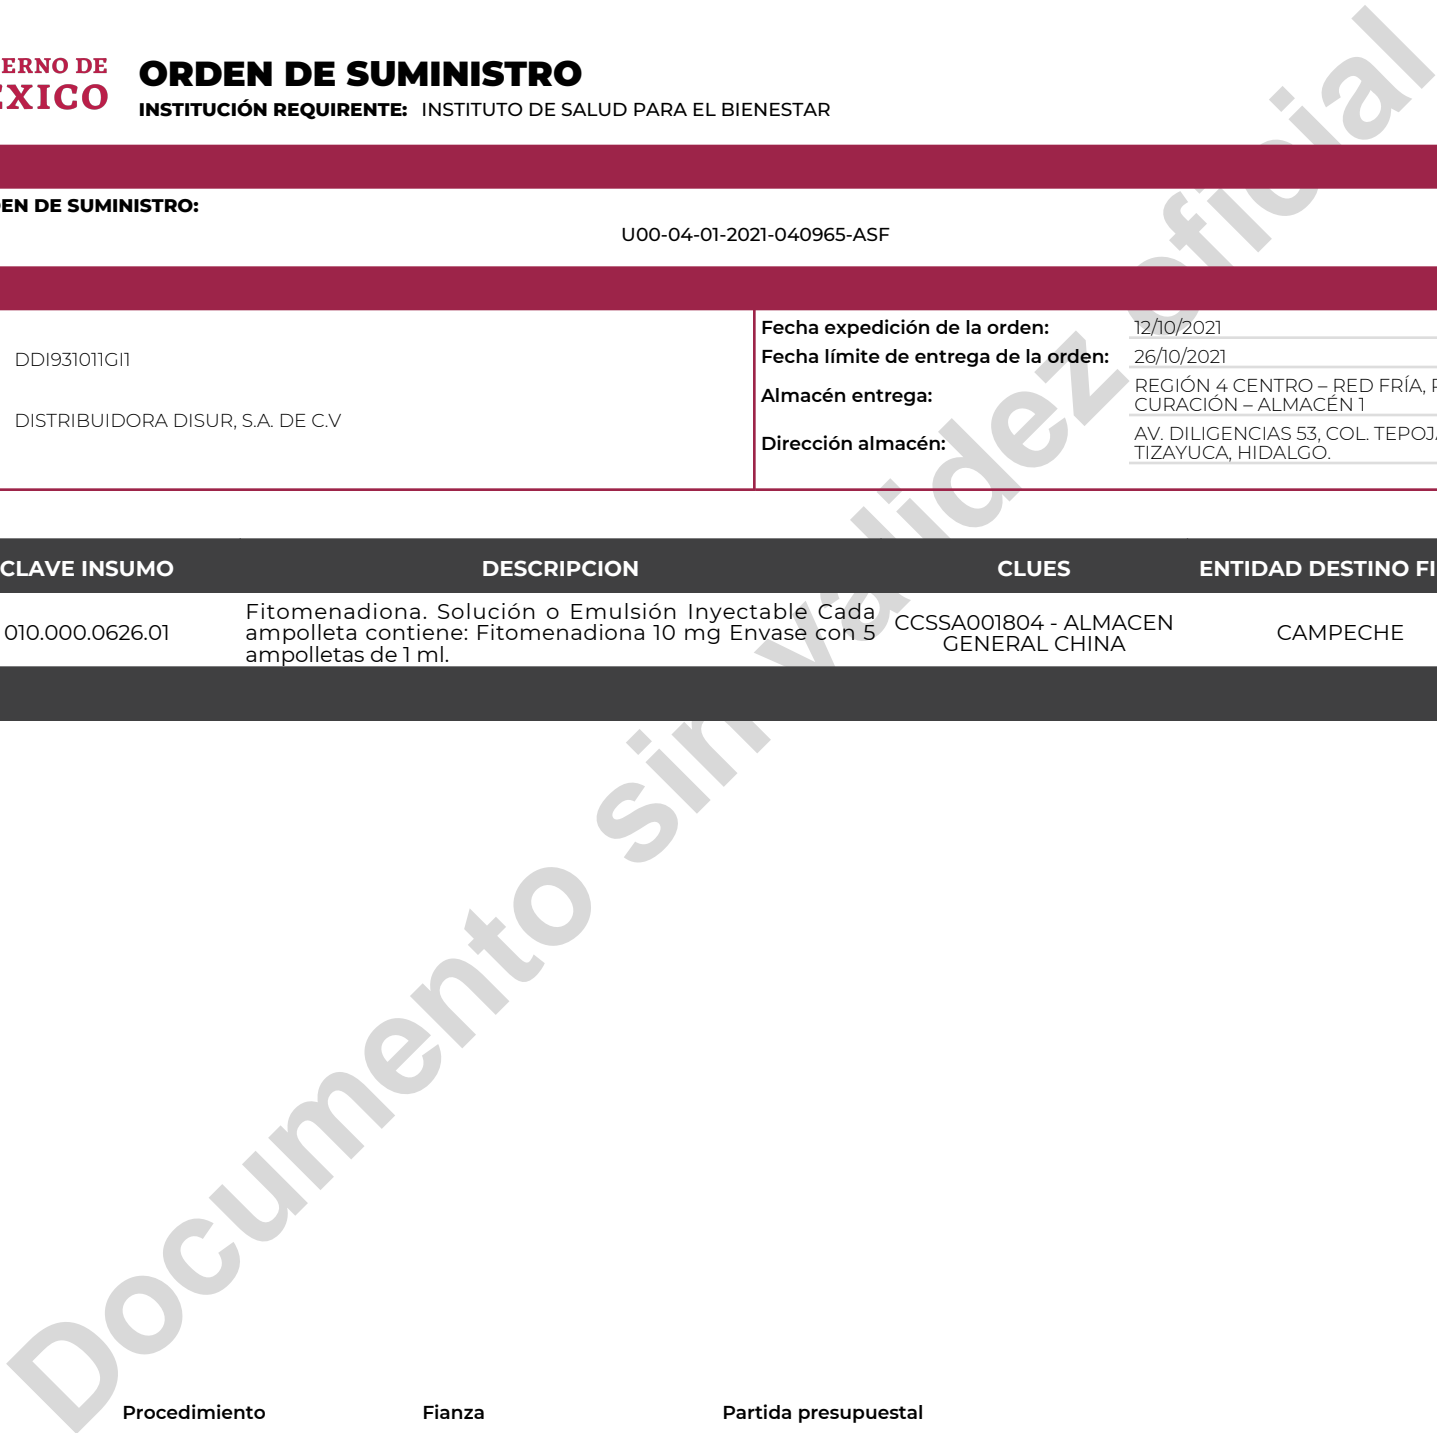 ERNO DE
EXICO
ORDEN DE SUMINISTRO
INSTITUCIÓN REQUIRENTE: INSTITUTO DE SALUD PARA EL BIENESTAR
EN DE SUMINISTRO:
U00-04-01-2021-040965-ASF
DDI931011GI1
DISTRIBUIDORA DISUR, S.A. DE C.V
Fecha expedición de la orden: 12/10/2021
Fecha límite de entrega de la orden: 26/10/2021
Almacén entrega: REGIÓN 4 CENTRO – RED FRÍA,
CURACIÓN – ALMACÉN 1
Dirección almacén: AV. DILIGENCIAS 53, COL. TEPOJ
TIZAYUCA, HIDALGO.
CLAVE INSUMO DESCRIPCION CLUES ENTIDAD DESTINO FI
010.000.0626.01
Fitomenadiona. Solución o Emulsión Inyectable Cada
ampolleta contiene: Fitomenadiona 10 mg Envase con 5
ampolletas de 1 ml.
CCSSA001804 - ALMACEN
GENERAL CHINA
CAMPECHE
Documento sin validez oficial
Procedimiento Fianza Partida presupuestal